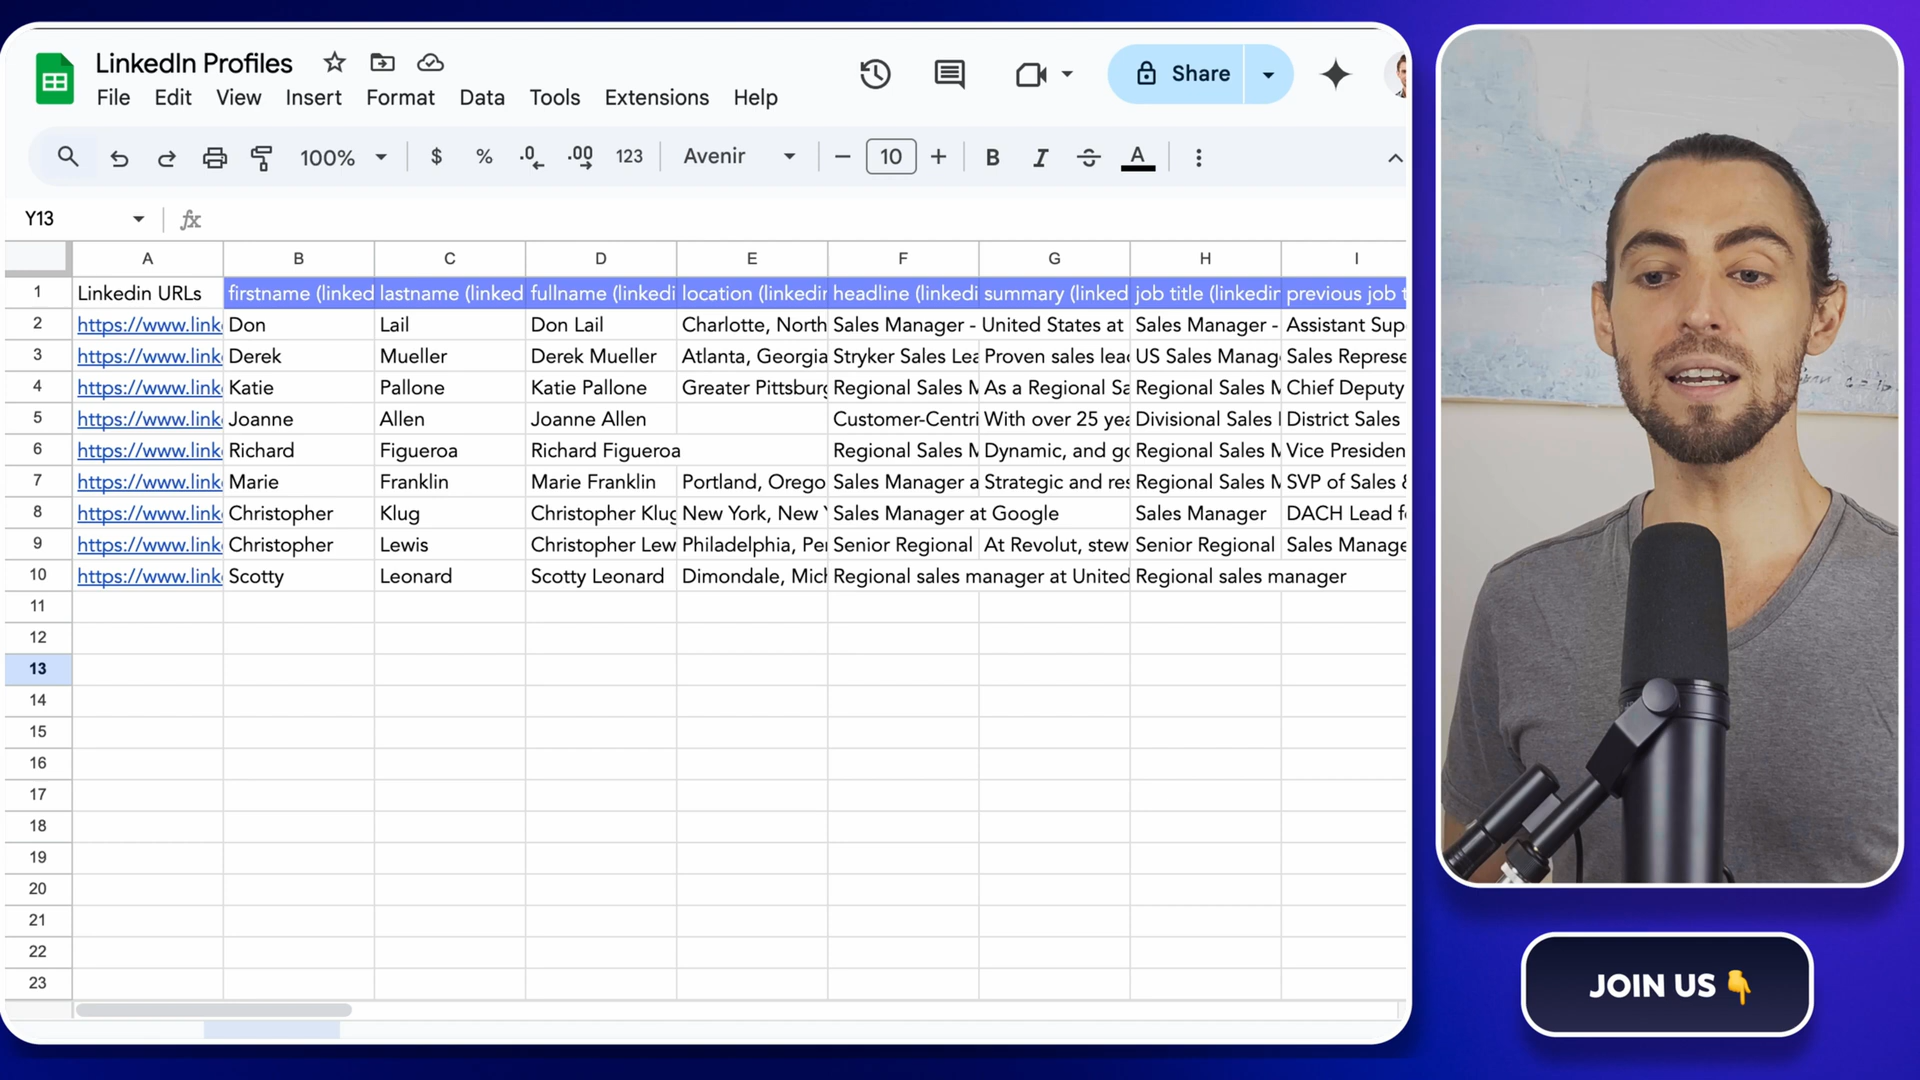 LinkedIn Profiles
File Edit View Insert Format Data Tools Extensions Help
Share
100% $ % .0 .00 123 Avenir 10 B I A
Y13 fx
A B C D E F G H I
1 Linkedin URLs firstname (linked lastname (linked fullname (linkedi location (linkedin headline (linkedi summary (linked job title (linkedin previous job t
2 https://www.link Don Lail Don Lail Charlotte, North Sales Manager - United States at Sales Manager - Assistant Sup
3 https://www.link Derek Mueller Derek Mueller Atlanta, Georgia Stryker Sales Lea Proven sales lead US Sales Manag Sales Represe
4 https://www.link Katie Pallone Katie Pallone Greater Pittsburg Regional Sales M As a Regional Sa Regional Sales M Chief Deputy
5 https://www.link Joanne Allen Joanne Allen Customer-Centri With over 25 yea Divisional Sales District Sales
6 https://www.link Richard Figueroa Richard Figueroa Regional Sales M Dynamic, and go Regional Sales M Vice Presiden
7 https://www.link Marie Franklin Marie Franklin Portland, Orego Sales Manager a Strategic and res Regional Sales M SVP of Sales &
8 https://www.link Christopher Klug Christopher Klug New York, New Y Sales Manager at Google Sales Manager DACH Lead fo
9 https://www.link Christopher Lewis Christopher Lew Philadelphia, Pen Senior Regional At Revolut, stew Senior Regional Sales Manage
10 https://www.link Scotty Leonard Scotty Leonard Dimondale, Mich Regional sales manager at United Regional sales manager
11
12
13
14
15
16
17
18
19
20
21
22
23
JOIN US 👇